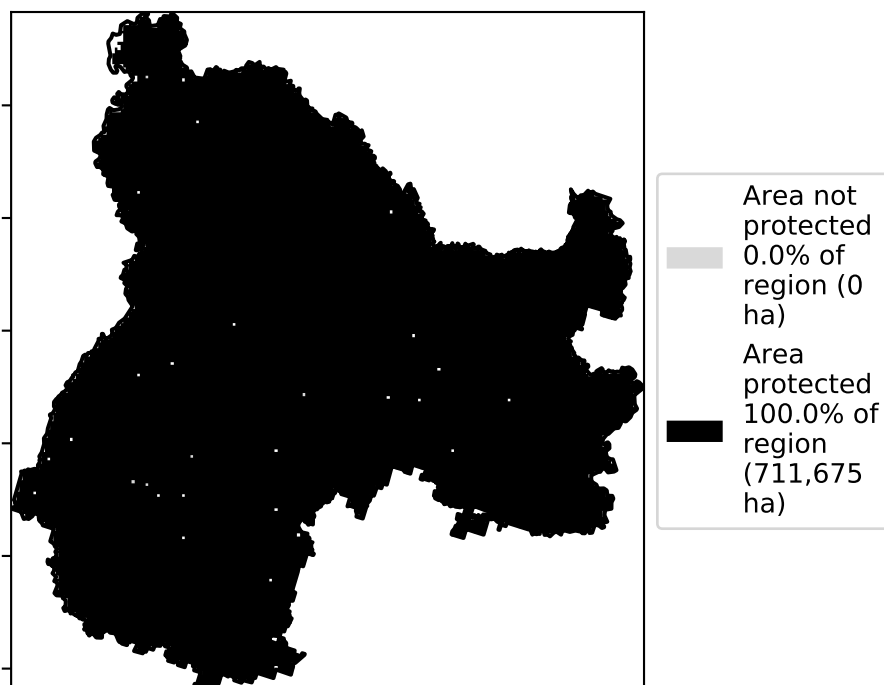 Area not
protected
0.0% of
region (0
ha)
Area
protected
100.0% of
region
(711,675
ha)